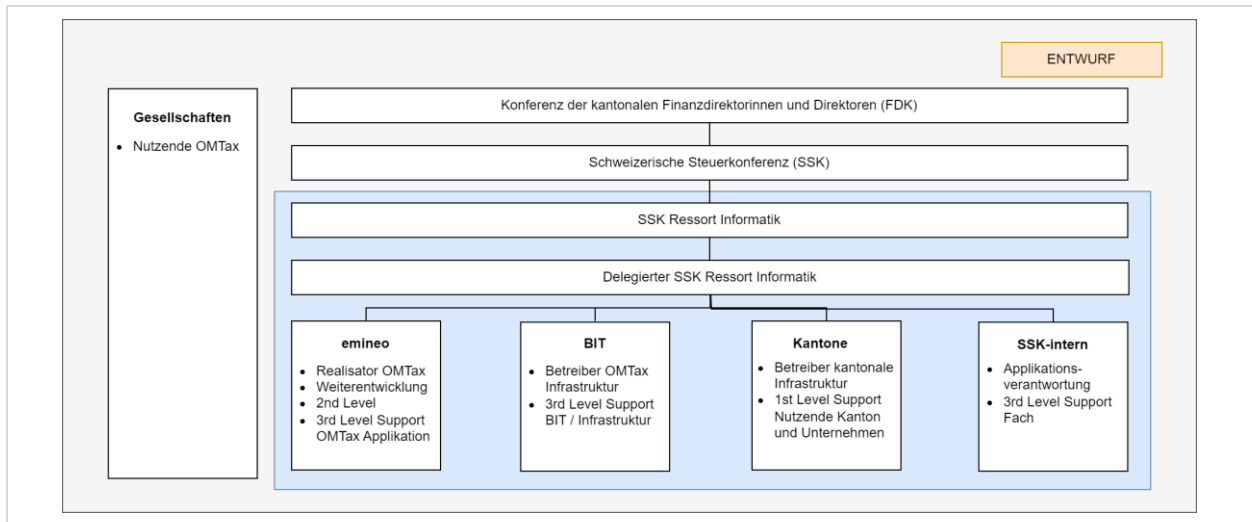 ENTWURF
Gesellschaften
• Nutzende OMTax
Konferenz der kantonalen Finanzdirektorinnen und Direktoren (FDK)
Schweizerische Steuerkonferenz (SSK)
SSK Ressort Informatik
Delegierter SSK Ressort Informatik
emineo
• Realisator OMTax
• Weiterentwicklung
• 2nd Level
• 3rd Level Support
OMTax Applikation
BIT
• Betreiber OMTax
Infrastruktur
• 3rd Level Support
BIT / Infrastruktur
Kantone
• Betreiber kantonale
Infrastruktur
• 1st Level Support
Nutzende Kanton
und Unternehmen
SSK-intern
• Applikations-
verantwortung
• 3rd Level Support
Fach